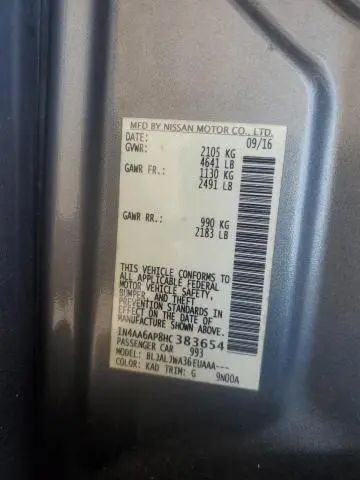 MFD BY NISSAN MOTOR CO., LTD.
DATE: 09/16
GVWR: 2105 KG
4641 LB
GAWR FR.: 1130 KG
2491 LB
GAWR RR.: 990 KG
2183 LB
THIS VEHICLE CONFORMS TO
ALL APPLICABLE FEDERAL
MOTOR VEHICLE SAFETY,
BUMPER, AND THEFT
PREVENTION STANDARDS IN
EFFECT ON THE DATE OF
MANUFACTURE SHOWN ABOVE.
1N4AA6AP8HC383654
PASSENGER CAR 993
MODEL: BLJALJWA36EUAAA---
COLOR: KAD TRIM: G 9N00A